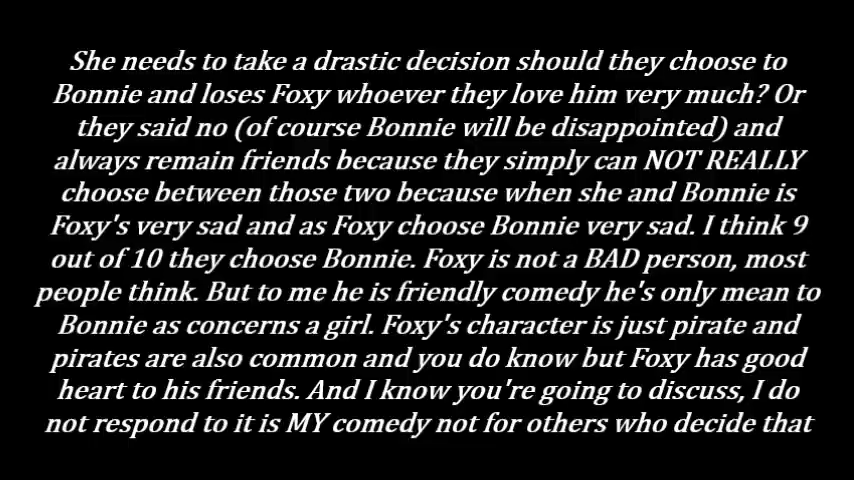 She needs to take a drastic decision should they choose to
Bonnie and loses Foxy whoever they love him very much? Or
they said no (of course Bonnie will be disappointed) and
always remain friends because they simply can NOT REALLY
choose between those two because when she and Bonnie is
Foxy's very sad and as Foxy choose Bonnie very sad. I think 9
out of 10 they choose Bonnie. Foxy is not a BAD person, most
people think. But to me he is friendly comedy he's only mean to
Bonnie as concerns a girl. Foxy's character is just pirate and
pirates are also common and you do know but Foxy has good
heart to his friends. And I know you're going to discuss, I do
not respond to it is MY comedy not for others who decide that